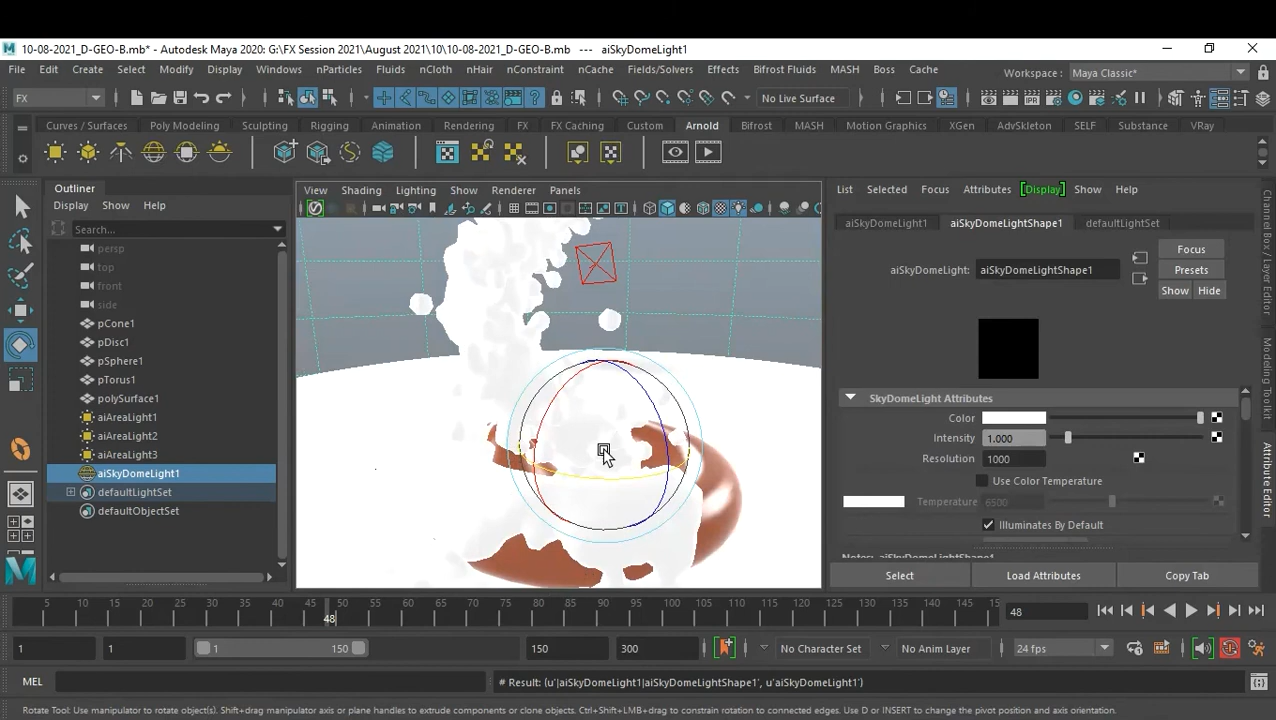 10-08-2021_D-GEO-B.mb* - Autodesk Maya 2020: G:\FX Session 2021\August 2021\10\10-08-2021_D-GEO-B.mb --- aiSkyDomeLight1
File Edit Create Select Modify Display Windows nParticles Fluids nCloth nHair nConstraint nCache Fields/Solvers Effects Bifrost Fluids MASH Boss Cache Workspace : Maya Classic*
FX No Live Surface
Curves / Surfaces Poly Modeling Sculpting Rigging Animation Rendering FX FX Caching Custom Arnold Bifrost MASH Motion Graphics XGen AdvSkeleton SELF Substance VRay
Outliner
Display Show Help
Search...
persp
top
front
side
pCone1
pDisc1
pSphere1
pTorus1
polySurface1
aiAreaLight1
aiAreaLight2
aiAreaLight3
aiSkyDomeLight1
defaultLightSet
defaultObjectSet
View Shading Lighting Show Renderer Panels
List Selected Focus Attributes Display Show Help
aiSkyDomeLight1 aiSkyDomeLightShape1 defaultLightSet
Focus
aiSkyDomeLight: aiSkyDomeLightShape1
Presets
Show Hide
SkyDomeLight Attributes
Color
Intensity 1.000
Resolution 1000
Use Color Temperature
Temperature 6500
Illuminates By Default
Notes: aiSkyDomeLightShape1
Select Load Attributes Copy Tab
Channel Box / Layer Editor
Modeling Toolkit
Attribute Editor
5 10 15 20 25 30 35 40 45 50 55 60 65 70 75 80 85 90 95 100 105 110 115 120 125 130 135 140 145 15
48
48
1 1 1 150 150 300 No Character Set No Anim Layer 24 fps
MEL # Result: (u'|aiSkyDomeLight1|aiSkyDomeLightShape1', u'aiSkyDomeLight1')
Rotate Tool: Use manipulator to rotate object(s). Shift+drag manipulator axis or plane handles to extrude components or clone objects. Ctrl+Shift+LMB+drag to constrain rotation to connected edges. Use D or INSERT to change the pivot position and axis orientation.